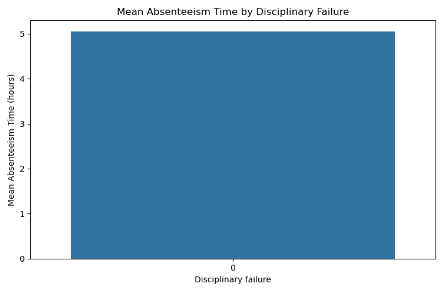 Mean Absenteeism Time by Disciplinary Failure
5
4
3
2
1
0
Mean Absenteeism Time (hours)
0
Disciplinary failure